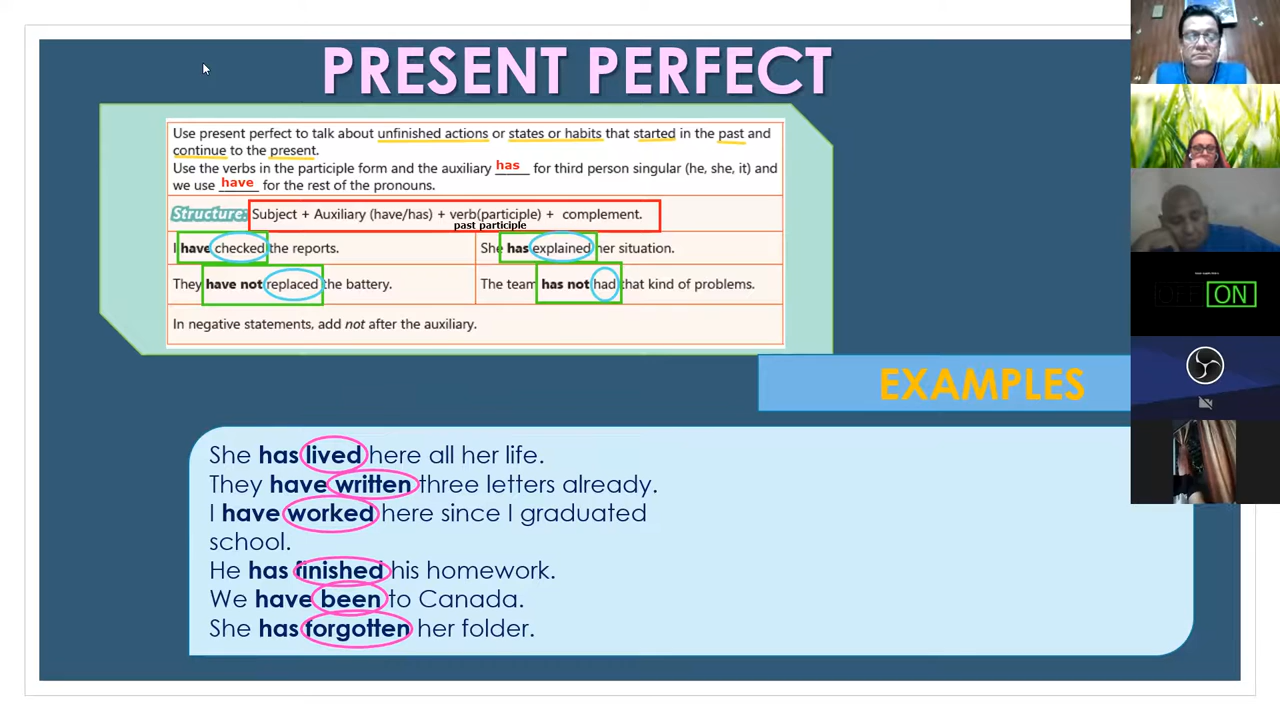 PRESENT PERFECT
Use present perfect to talk about unfinished actions or states or habits that started in the past and
continue to the present.
Use the verbs in the participle form and the auxiliary has for third person singular (he, she, it) and
we use have for the rest of the pronouns.
Structure: Subject + Auxiliary (have/has) + verb(participle) + complement.
past participle
I have checked the reports.
She has explained her situation.
They have not replaced the battery.
The team has not had that kind of problems.
In negative statements, add not after the auxiliary.
EXAMPLES
She has lived here all her life.
They have written three letters already.
I have worked here since I graduated
school.
He has finished his homework.
We have been to Canada.
She has forgotten her folder.
OFF ON